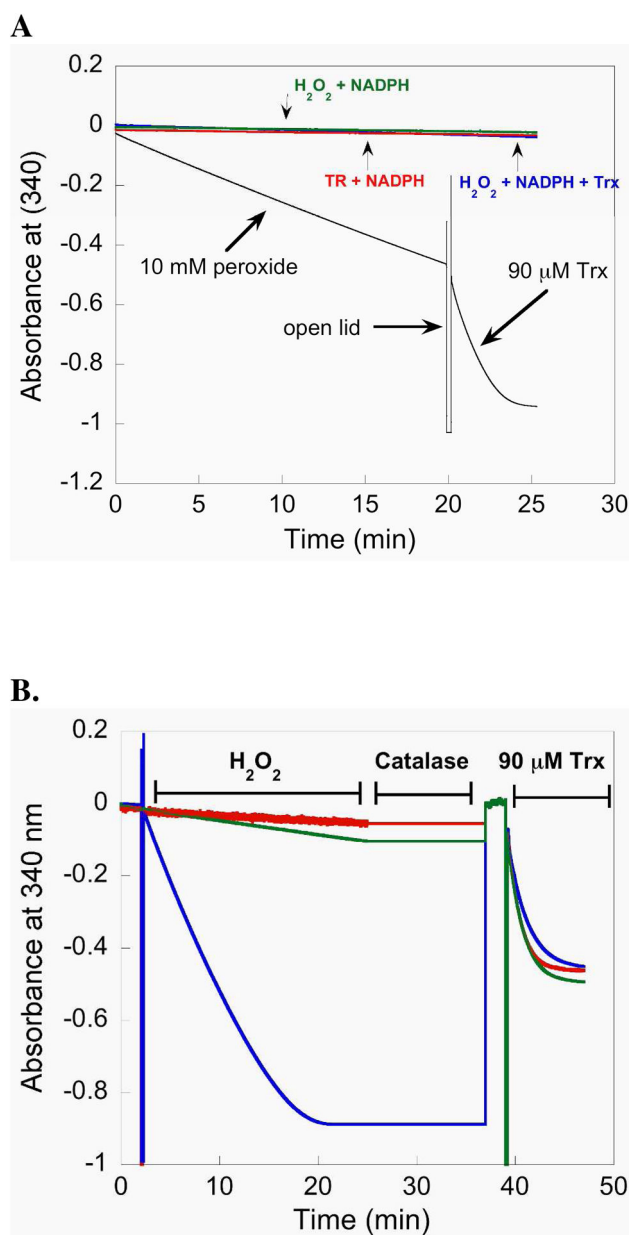 A
0.2
H₂O₂ + NADPH
0
TR + NADPH
H₂O₂ + NADPH + Trx
-0.2
10 mM peroxide
-0.4
90 μM Trx
open lid
-0.6
-0.8
-1
-1.2
Absorbance at (340)
0 5 10 15 20 25 30
Time (min)
B.
0.2
H₂O₂ Catalase 90 μM Trx
0
-0.2
-0.4
-0.6
-0.8
-1
Absorbance at 340 nm
0 10 20 30 40 50
Time (min)